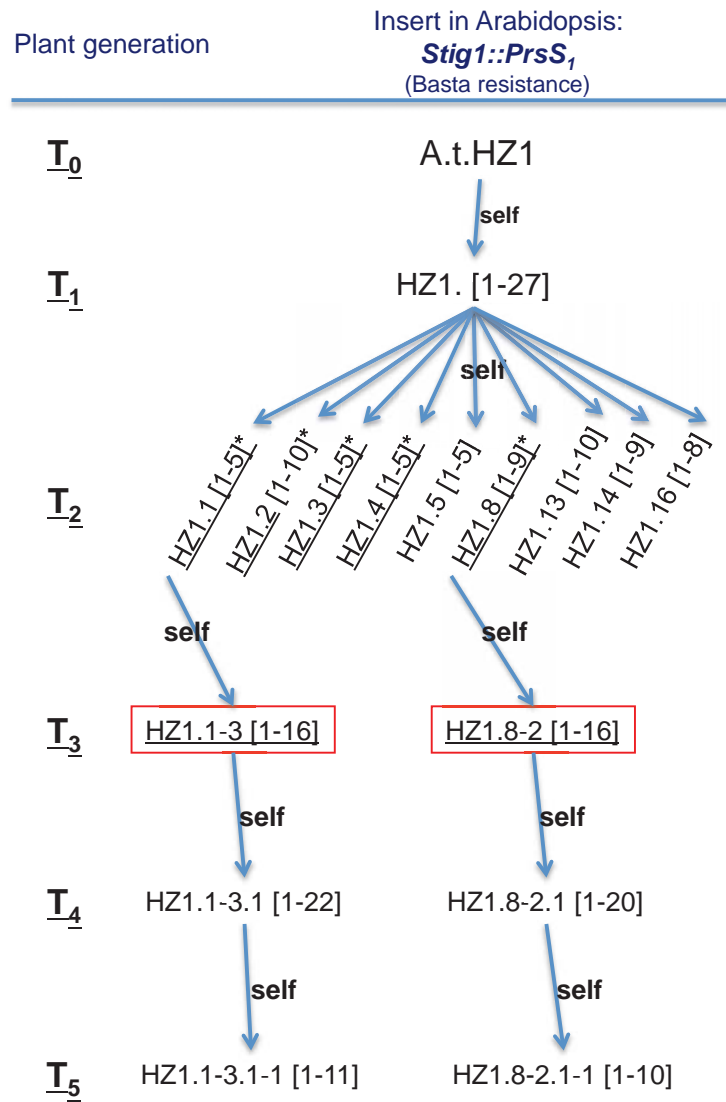 Plant generation
Insert in Arabidopsis:
Stig1::PrsS1
(Basta resistance)
T0
A.t.HZ1
self
T1
HZ1. [1-27]
self
T2
HZ1.1 [1-5]*
HZ1.2 [1-10]*
HZ1.3 [1-5]*
HZ1.4 [1-5]*
HZ1.5 [1-5]
HZ1.8 [1-9]*
HZ1.13 [1-10]
HZ1.14 [1-9]
HZ1.16 [1-8]
self
self
T3
HZ1.1-3 [1-16]
HZ1.8-2 [1-16]
self
self
T4
HZ1.1-3.1 [1-22]
HZ1.8-2.1 [1-20]
self
self
T5
HZ1.1-3.1-1 [1-11]
HZ1.8-2.1-1 [1-10]